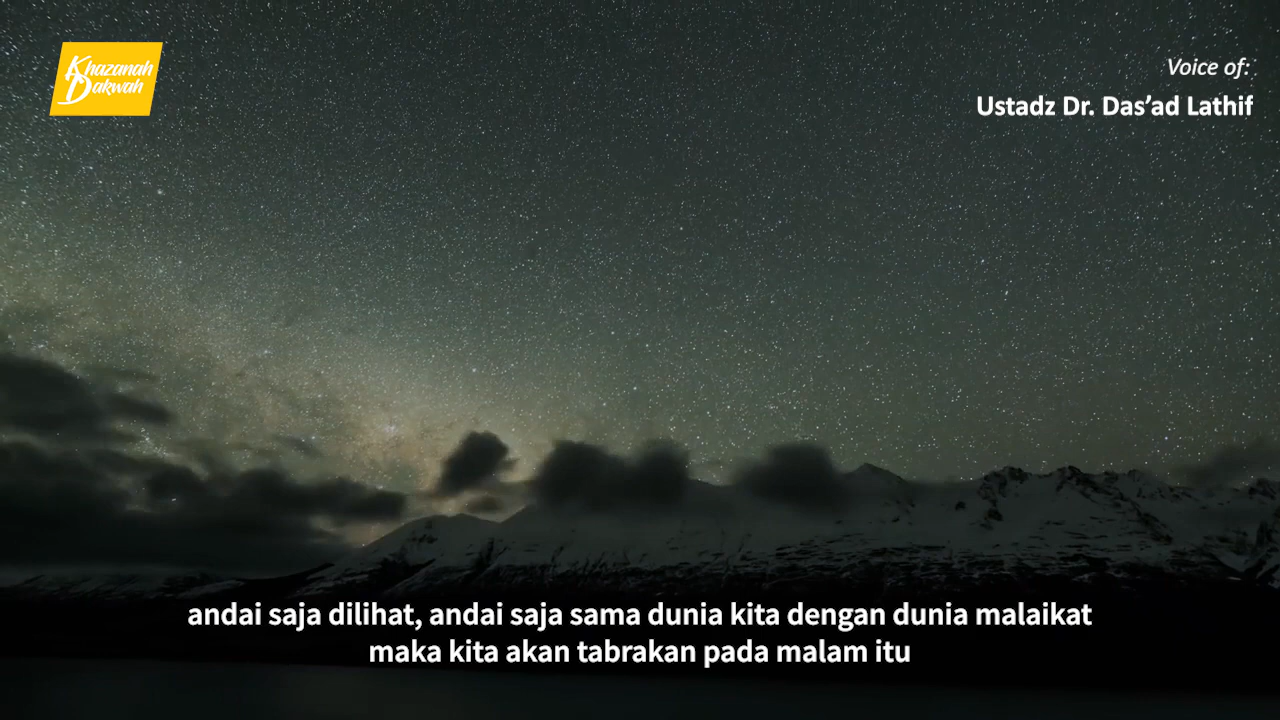 Khazanah
Dakwah
Voice of:
Ustadz Dr. Das’ad Lathif
andai saja dilihat, andai saja sama dunia kita dengan dunia malaikat
maka kita akan tabrakan pada malam itu